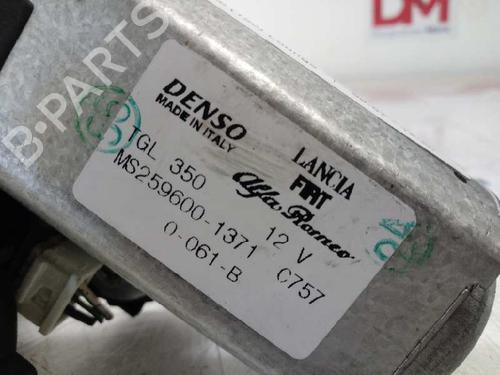 DM
B-PARTS
DENSO
MADE IN ITALY
LANCIA
FIAT
Alfa Romeo
TGL 350
12 V
MS259600-1371 C757
0-061-B